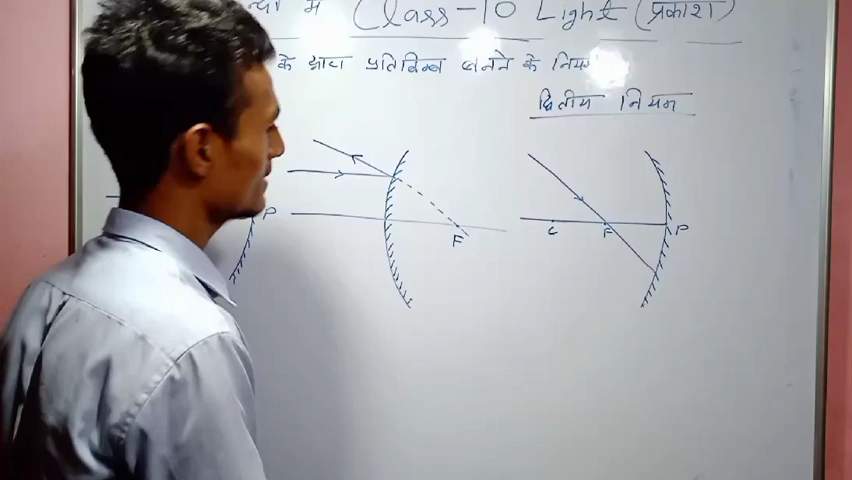 में Class-10 Light (प्रकाश)
के द्वारा प्रतिबिम्ब बनने के नियम
द्वितीय नियम
P
F
C F P